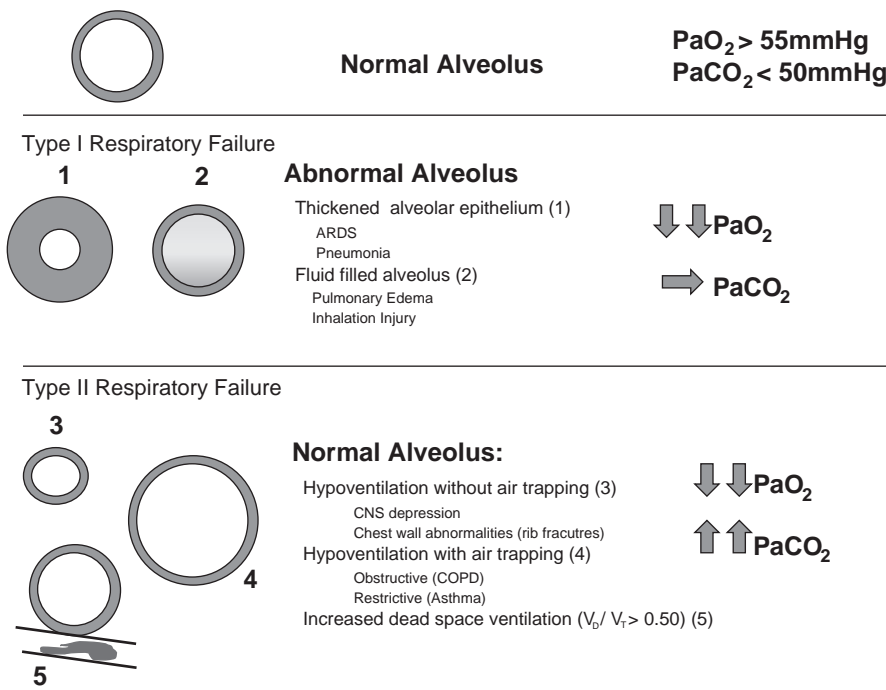 Normal Alveolus
PaO₂ > 55mmHg
PaCO₂ < 50mmHg
Type I Respiratory Failure
1
2
Abnormal Alveolus
Thickened alveolar epithelium (1)
ARDS
Pneumonia
Fluid filled alveolus (2)
Pulmonary Edema
Inhalation Injury
PaO₂
PaCO₂
Type II Respiratory Failure
3
4
5
Normal Alveolus:
Hypoventilation without air trapping (3)
CNS depression
Chest wall abnormalities (rib fracutres)
Hypoventilation with air trapping (4)
Obstructive (COPD)
Restrictive (Asthma)
Increased dead space ventilation (V_D/ V_T > 0.50) (5)
PaO₂
PaCO₂